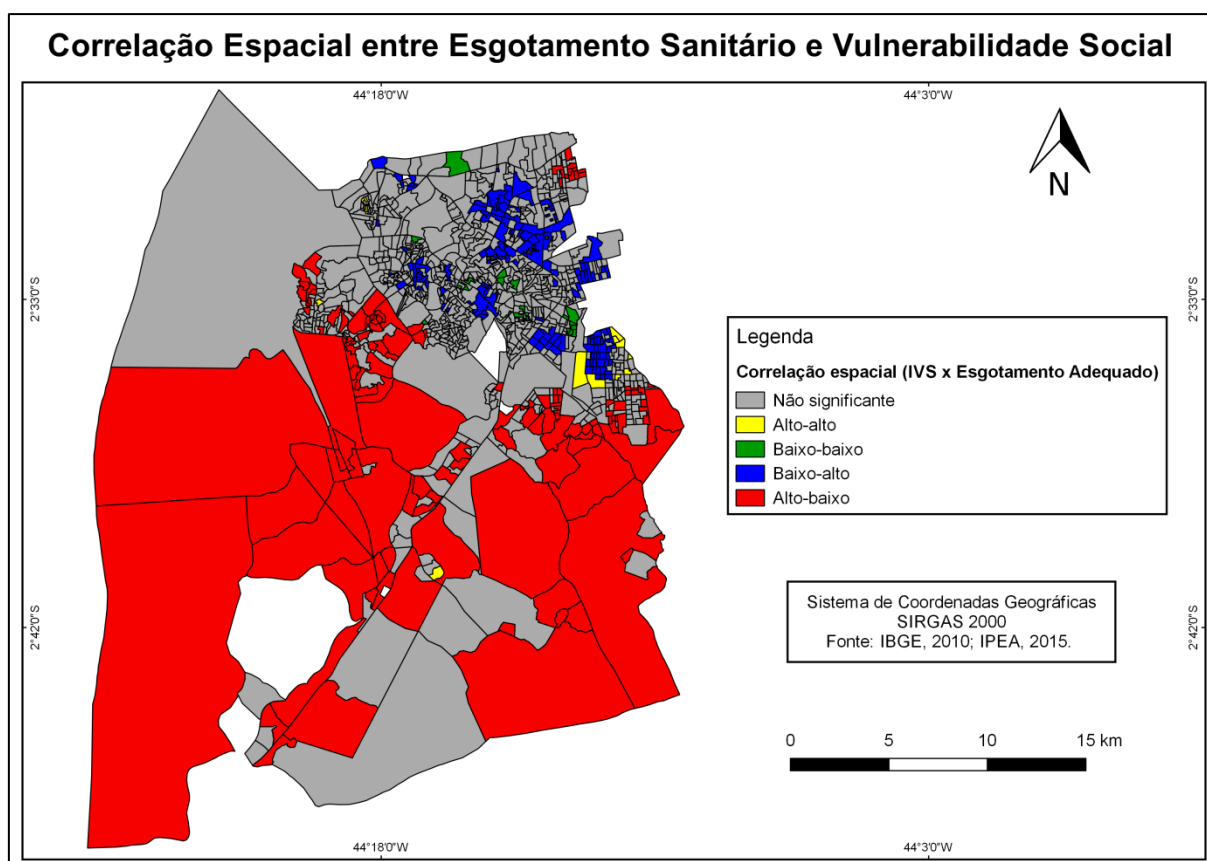 Correlação Espacial entre Esgotamento Sanitário e Vulnerabilidade Social
44°18'0"W
44°3'0"W
N
2°33'0"S
2°33'0"S
Legenda
Correlação espacial (IVS x Esgotamento Adequado)
Não significante
Alto-alto
Baixo-baixo
Baixo-alto
Alto-baixo
Sistema de Coordenadas Geográficas
SIRGAS 2000
Fonte: IBGE, 2010; IPEA, 2015.
2°42'0"S
2°42'0"S
0 5 10 15 km
44°18'0"W
44°3'0"W